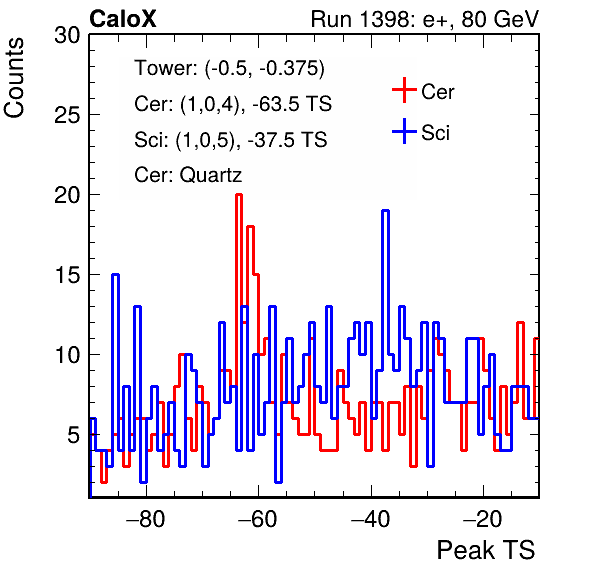 CaloX Run 1398: e+, 80 GeV
Counts
30
25
20
15
10
5
Tower: (-0.5, -0.375)
Cer: (1,0,4), -63.5 TS
Sci: (1,0,5), -37.5 TS
Cer: Quartz
Cer
Sci
−80 −60 −40 −20
Peak TS